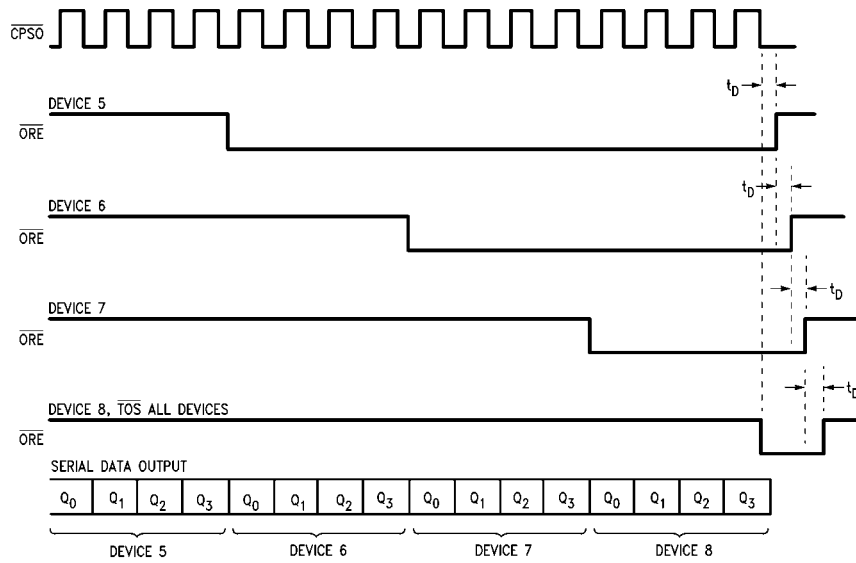 CPSO
t_D
DEVICE 5
ORE
t_D
DEVICE 6
ORE
t_D
DEVICE 7
ORE
t_D
DEVICE 8, TOS ALL DEVICES
ORE
SERIAL DATA OUTPUT
Q0 Q1 Q2 Q3 Q0 Q1 Q2 Q3 Q0 Q1 Q2 Q3 Q0 Q1 Q2 Q3
DEVICE 5 DEVICE 6 DEVICE 7 DEVICE 8